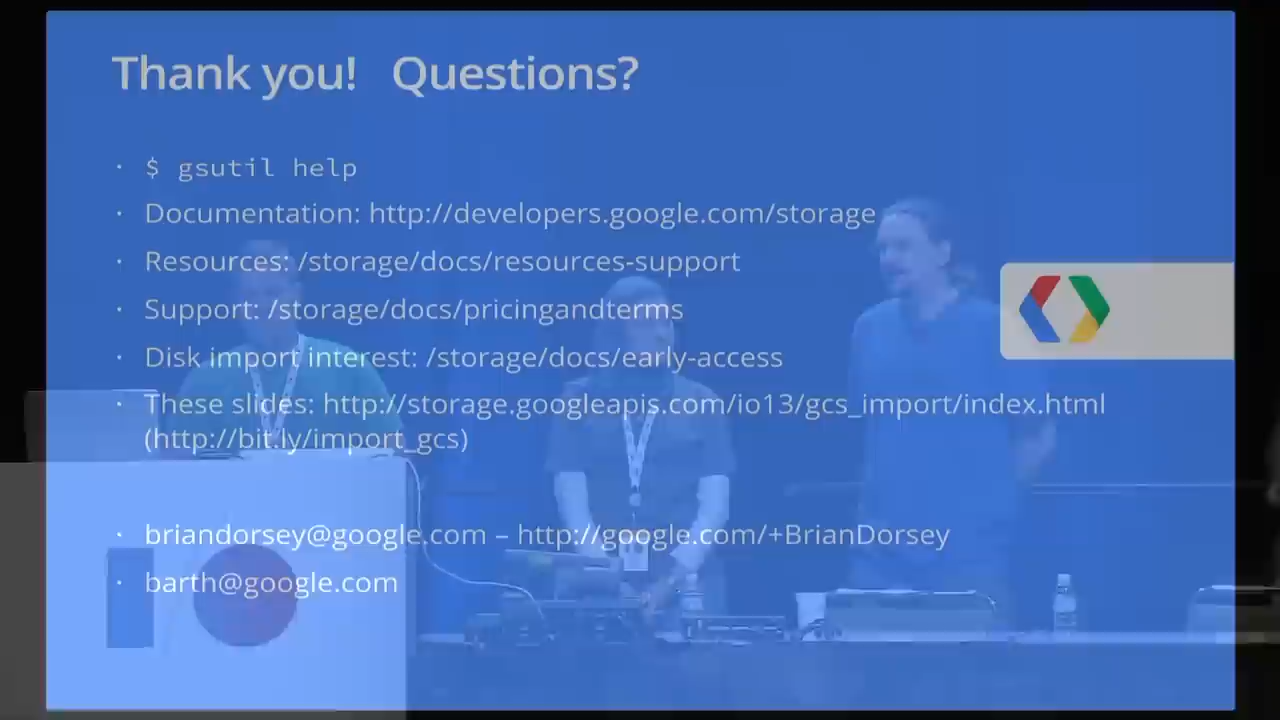 Thank you! Questions?
$ gsutil help
Documentation: http://developers.google.com/storage
Resources: /storage/docs/resources-support
Support: /storage/docs/pricingandterms
Disk import interest: /storage/docs/early-access
These slides: http://storage.googleapis.com/io13/gcs_import/index.html
(http://bit.ly/import_gcs)
briandorsey@google.com – http://google.com/+BrianDorsey
barth@google.com